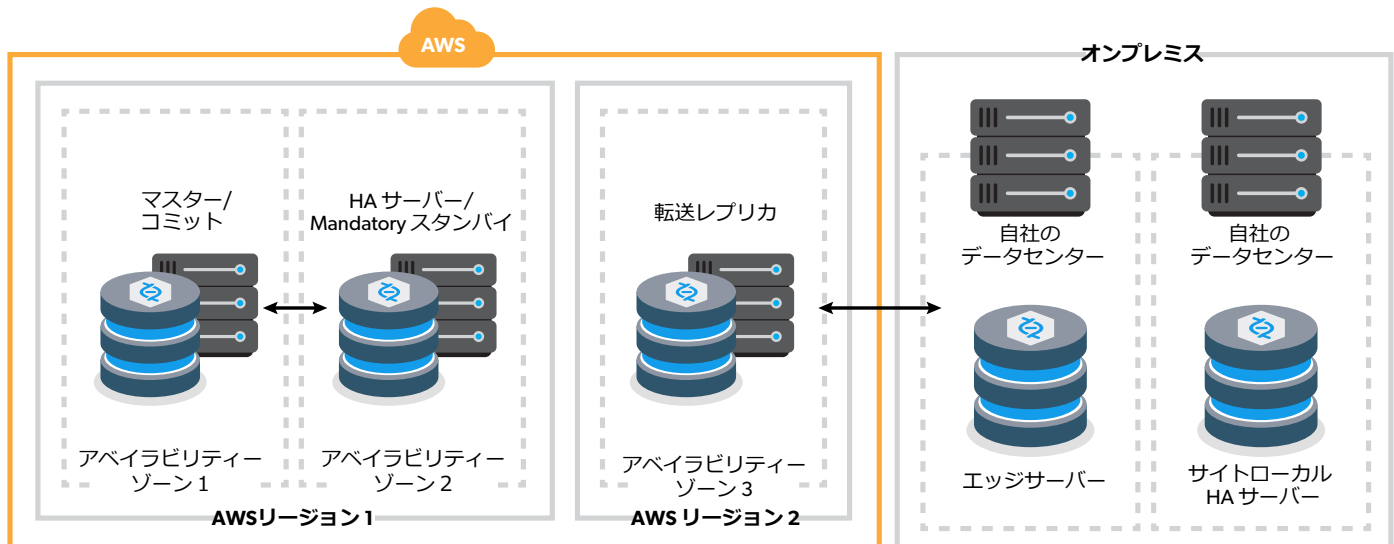 AWS
オンプレミス
マスター/
コミット
HA サーバー/
Mandatory スタンバイ
転送レプリカ
自社の
データセンター
自社の
データセンター
アベイラビリティー
ゾーン 1
アベイラビリティー
ゾーン 2
アベイラビリティー
ゾーン 3
エッジサーバー
サイトローカル
HA サーバー
AWSリージョン 1
AWS リージョン 2